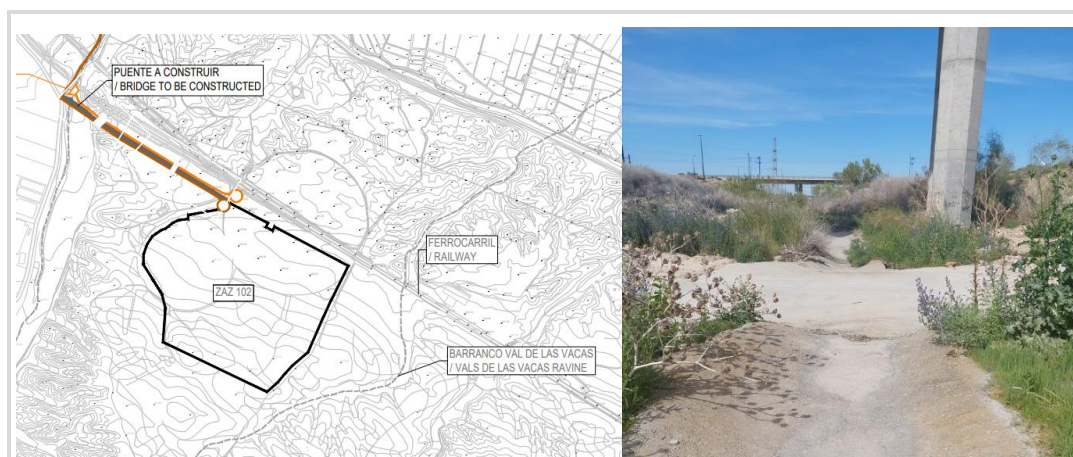 PUENTE A CONSTRUIR
/ BRIDGE TO BE CONSTRUCTED
FERROCARRIL
/ RAILWAY
ZAZ 102
BARRANCO VAL DE LAS VACAS
/ VALS DE LAS VACAS RAVINE